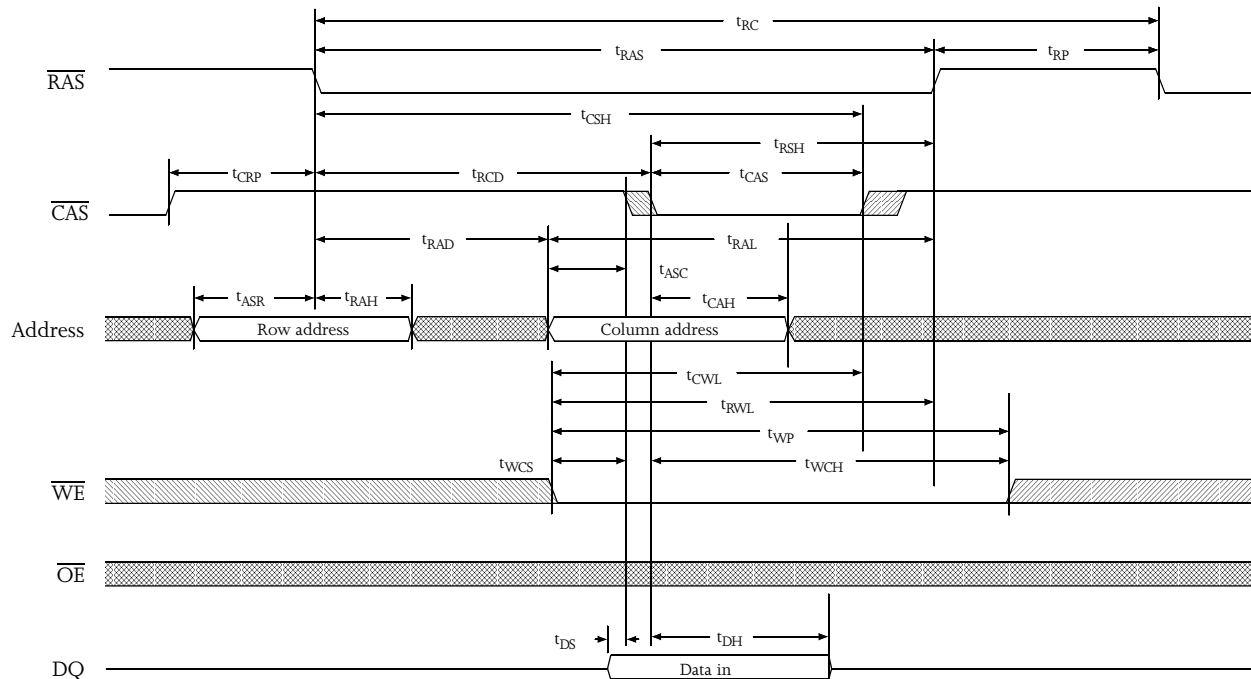 tRC
tRAS tRP
RAS
tCSH
tRSH
tCRP tRCD tCAS
CAS
tRAD tRAL
tASC
tASR tRAH tCAH
Address Row address Column address
tCWL
tRWL
tWP
tWCS tWCH
WE
OE
tDS tDH
DQ Data in